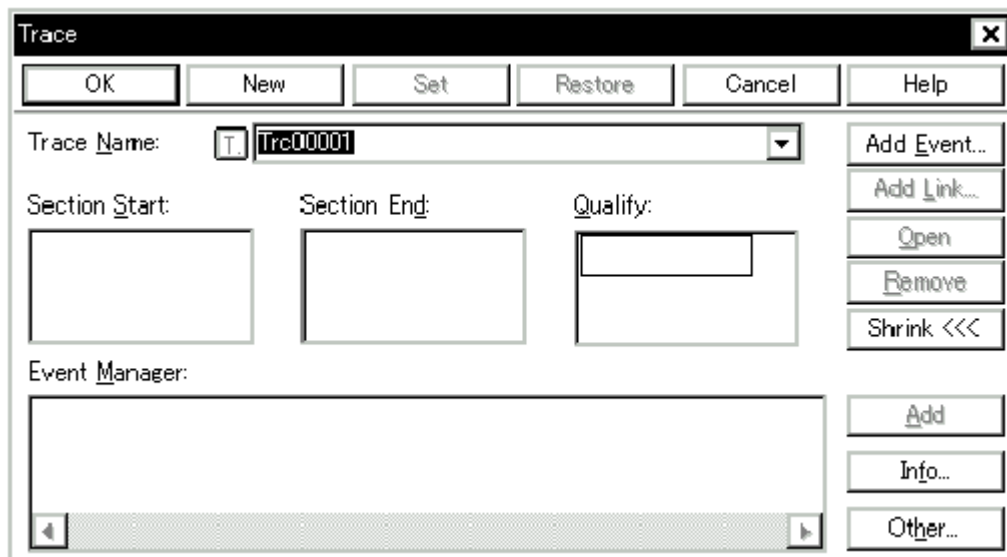 Trace
OK New Set Restore Cancel Help
Trace Name: T. Trc00001 Add Event...
Add Link...
Section Start: Section End: Qualify:
Open
Remove
Shrink <<<
Event Manager:
Add
Info...
Other...